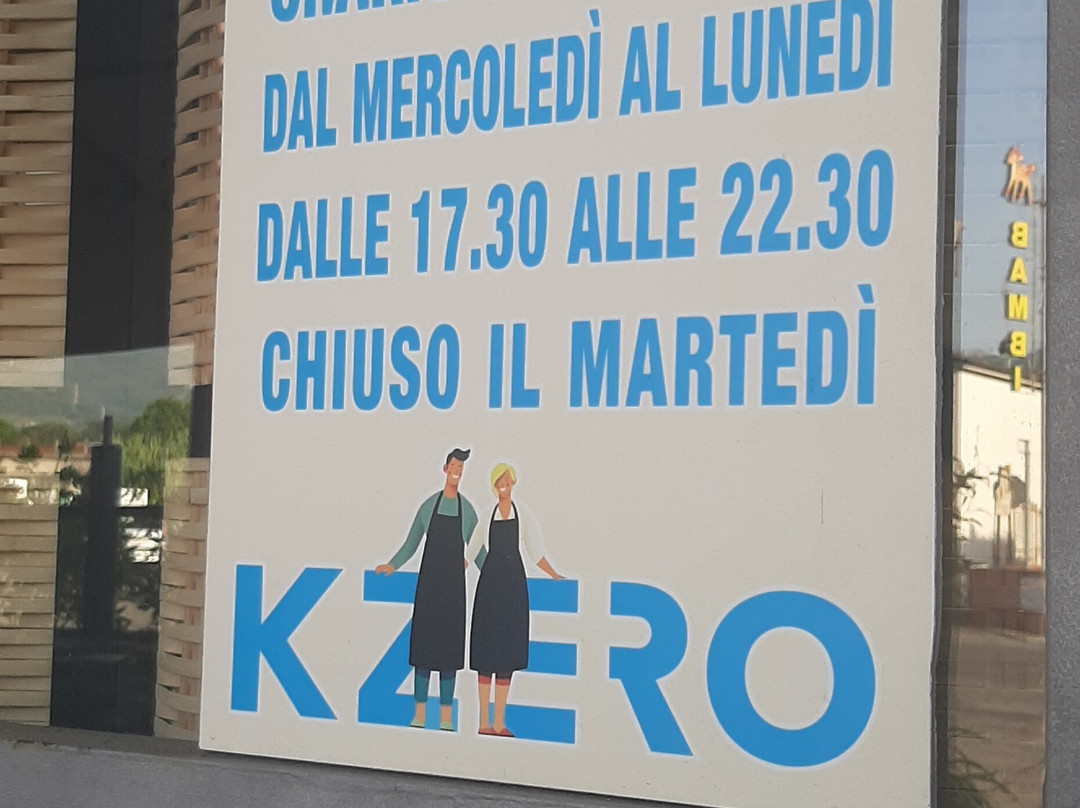 DAL MERCOLEDÌ AL LUNEDÌ
DALLE 17.30 ALLE 22.30
CHIUSO IL MARTEDÌ
KZERO
BAMBI